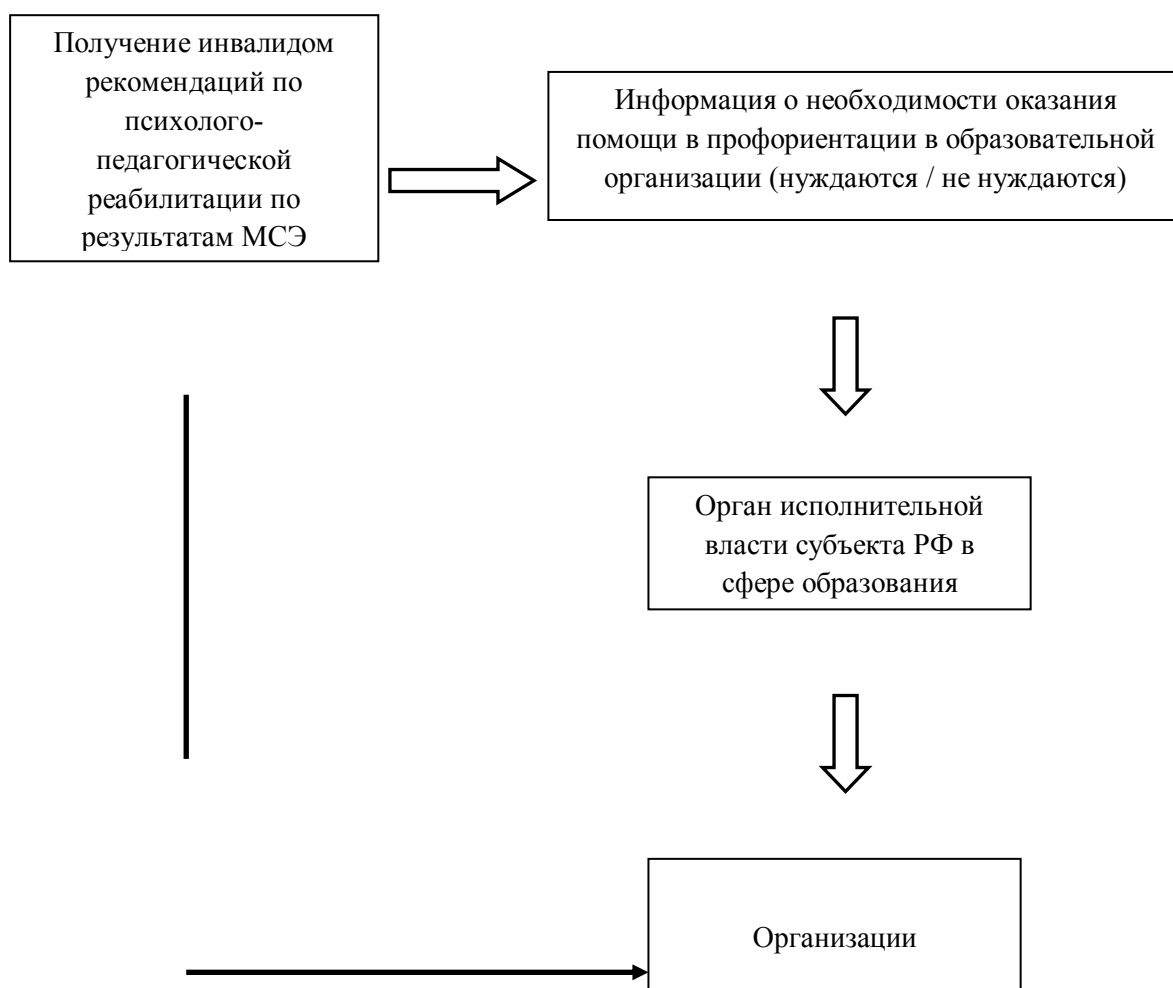 Получение инвалидом
рекомендаций по
психолого-
педагогической
реабилитации по
результатам МСЭ
Информация о необходимости оказания
помощи в профориентации в образовательной
организации (нуждаются / не нуждаются)
Орган исполнительной
власти субъекта РФ в
сфере образования
Организации